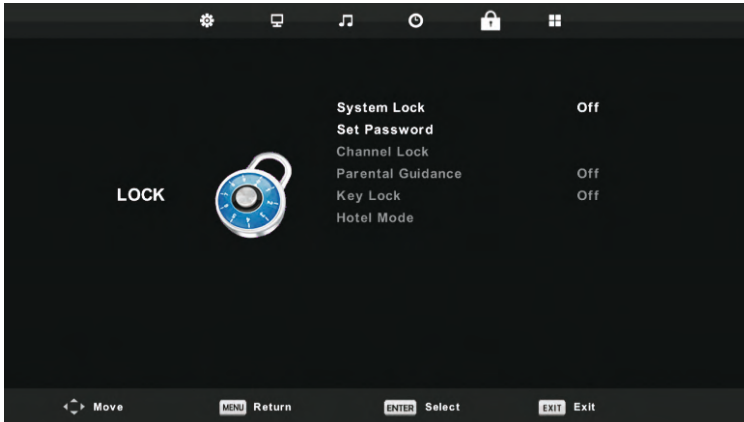 System Lock Off
Set Password
Channel Lock
Parental Guidance Off
LOCK
Key Lock Off
Hotel Mode
Move MENU Return ENTER Select EXIT Exit